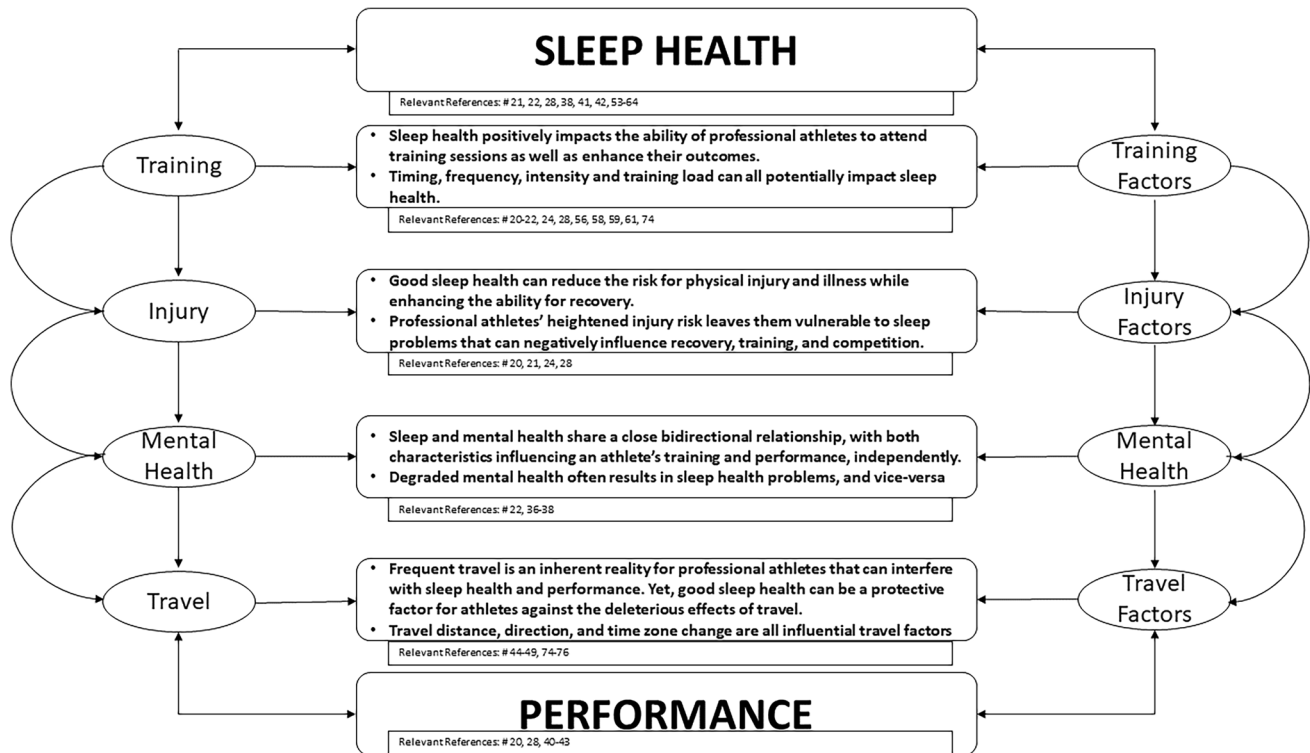 SLEEP HEALTH
Relevant References: # 21, 22, 28, 38, 41, 42, 53-64
Training
• Sleep health positively impacts the ability of professional athletes to attend
training sessions as well as enhance their outcomes.
• Timing, frequency, intensity and training load can all potentially impact sleep
health.
Relevant References: # 20-22, 24, 28, 56, 58, 59, 61, 74
Training
Factors
Injury
• Good sleep health can reduce the risk for physical injury and illness while
enhancing the ability for recovery.
• Professional athletes’ heightened injury risk leaves them vulnerable to sleep
problems that can negatively influence recovery, training, and competition.
Relevant References: # 20, 21, 24, 28
Injury
Factors
Mental
Health
• Sleep and mental health share a close bidirectional relationship, with both
characteristics influencing an athlete’s training and performance, independently.
• Degraded mental health often results in sleep health problems, and vice-versa
Relevant References: # 22, 36-38
Mental
Health
Travel
• Frequent travel is an inherent reality for professional athletes that can interfere
with sleep health and performance. Yet, good sleep health can be a protective
factor for athletes against the deleterious effects of travel.
• Travel distance, direction, and time zone change are all influential travel factors
Relevant References: # 44-49, 74-76
Travel
Factors
PERFORMANCE
Relevant References: # 20, 28, 40-43